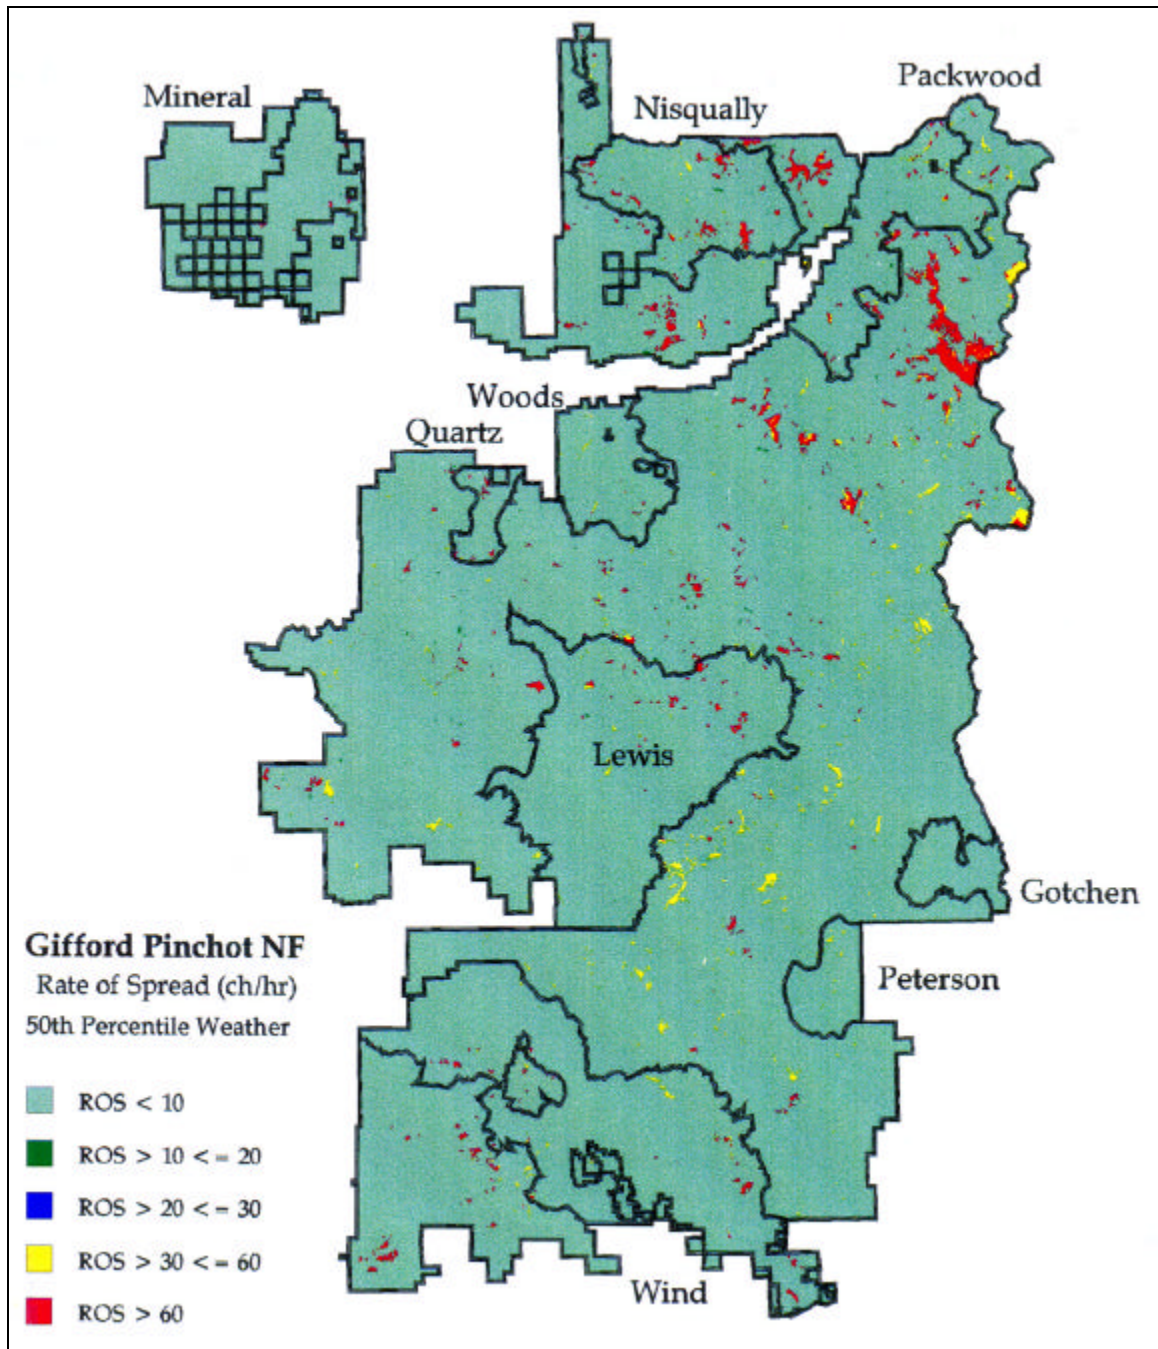 Mineral
Nisqually
Packwood
Woods
Quartz
Lewis
Gotchen
Peterson
Wind
Gifford Pinchot NF
Rate of Spread (ch/hr)
50th Percentile Weather
ROS < 10
ROS > 10 < = 20
ROS > 20 < = 30
ROS > 30 < = 60
ROS > 60